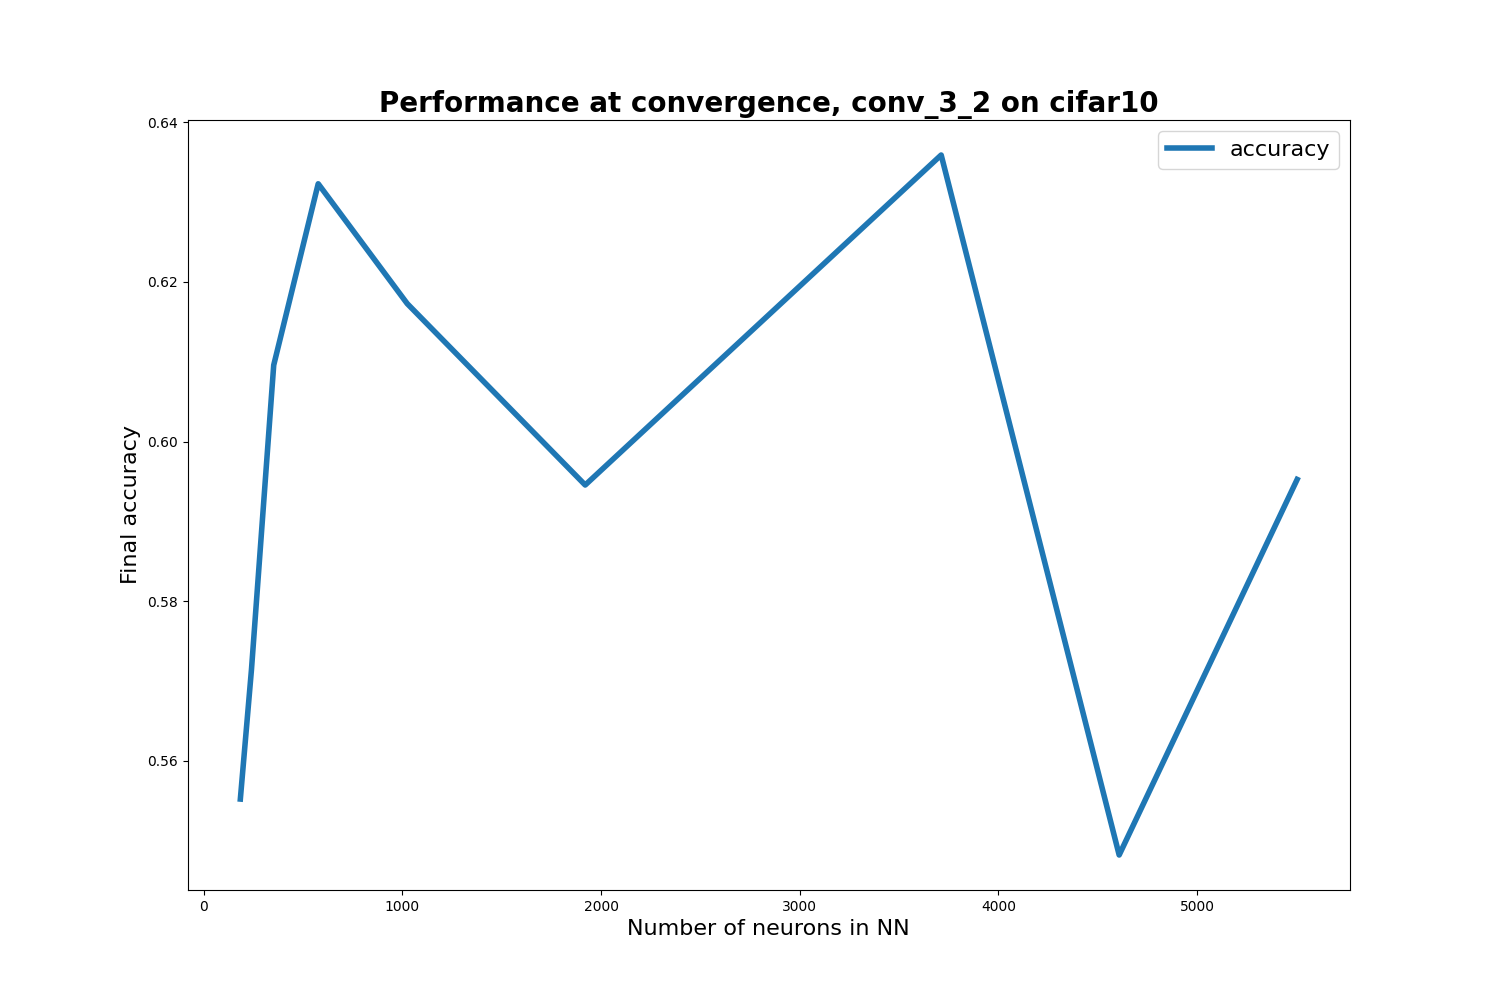 Performance at convergence, conv_3_2 on cifar10
accuracy
0.64
0.62
0.60
0.58
0.56
Final accuracy
0 1000 2000 3000 4000 5000
Number of neurons in NN